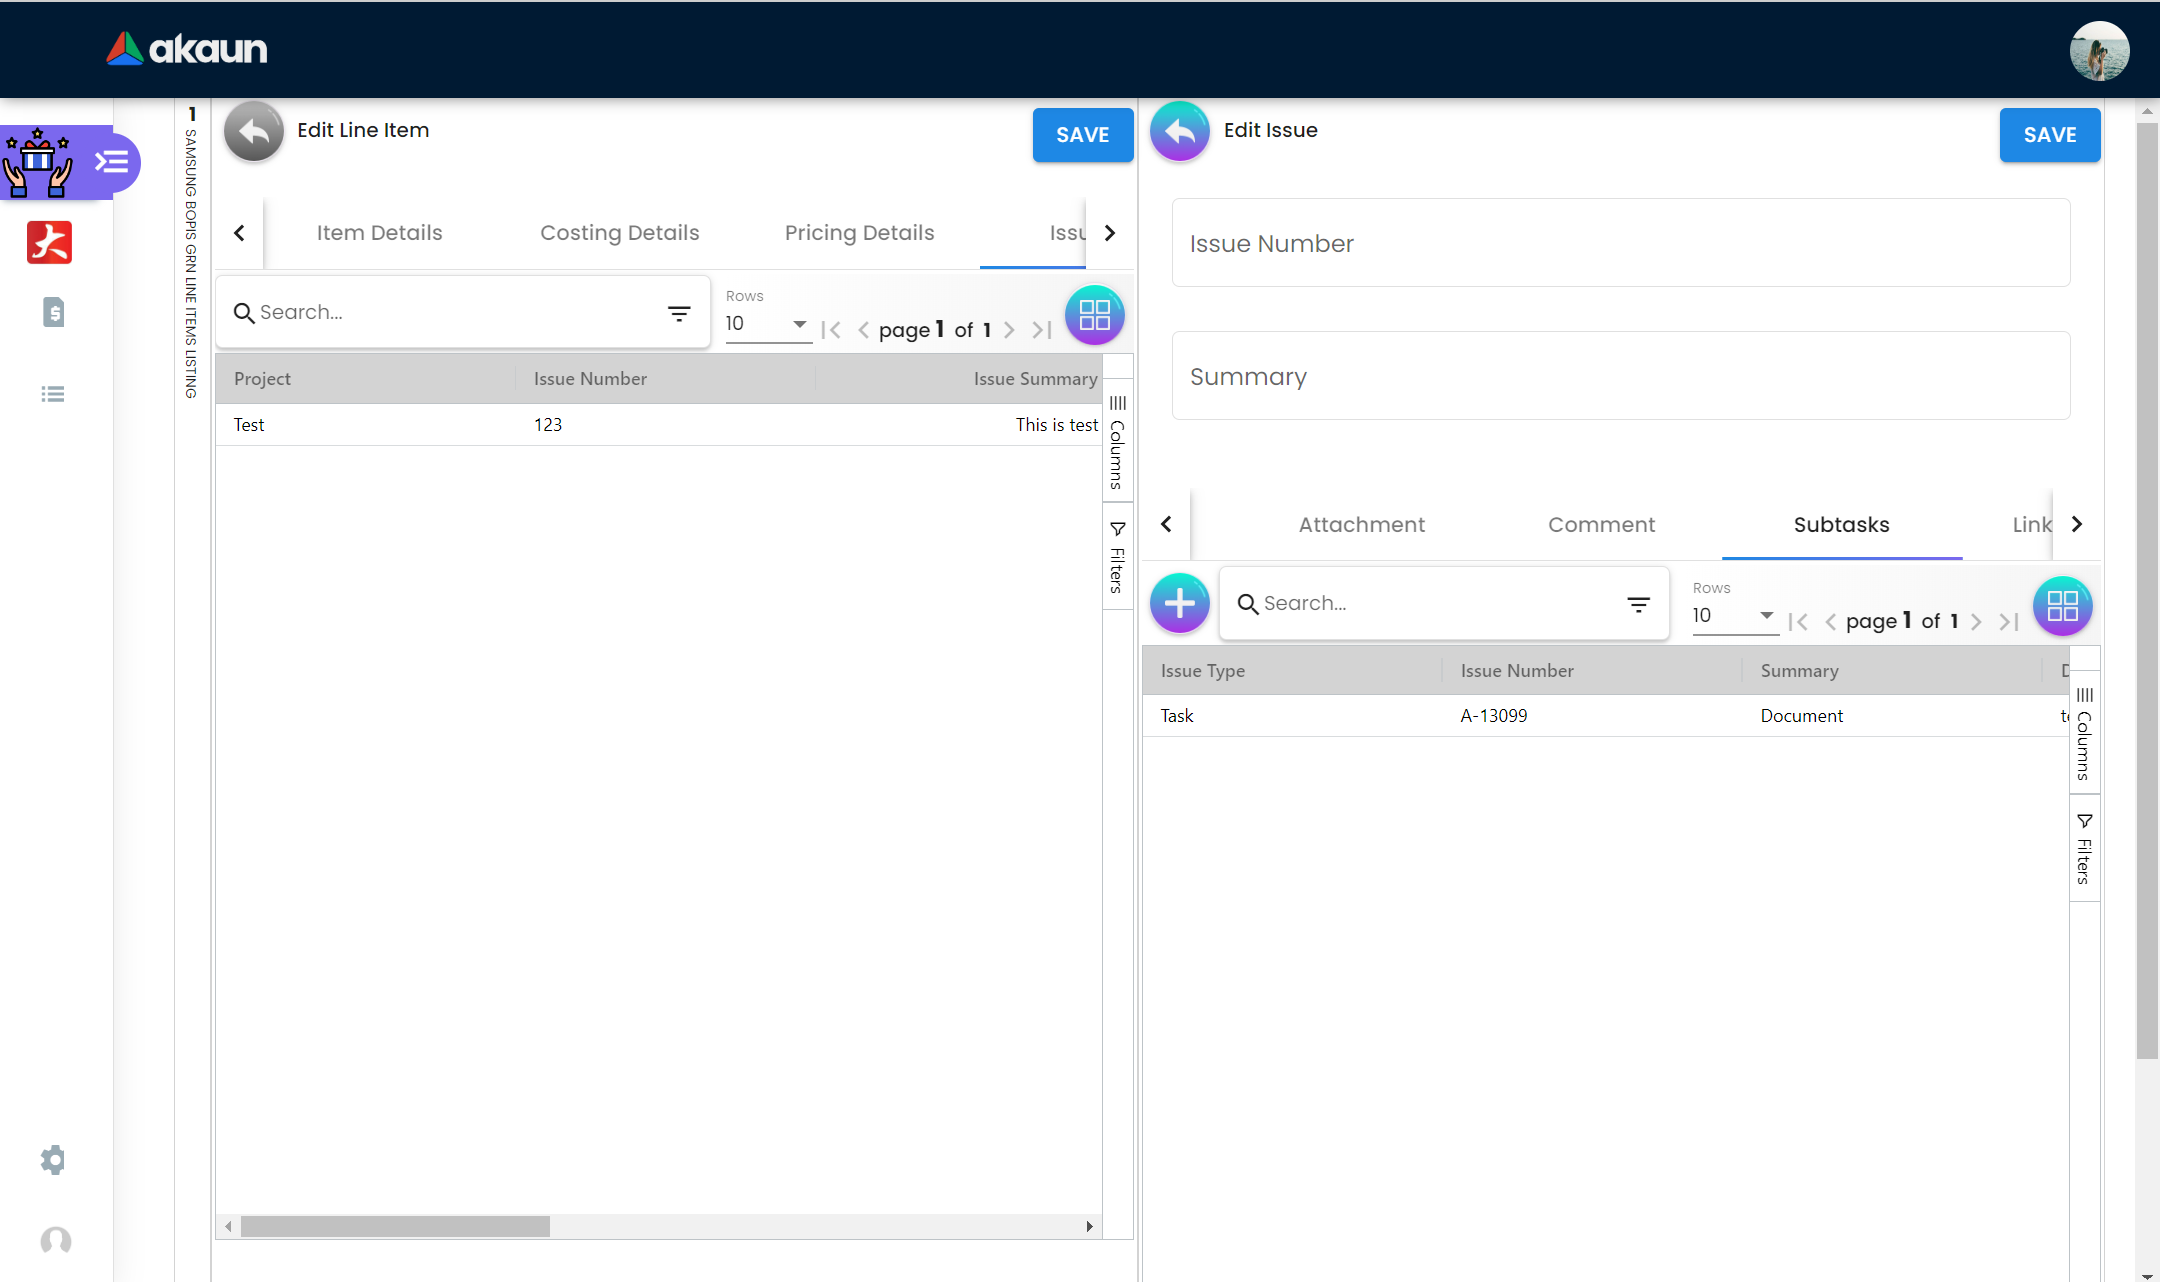 akaun
1
SAMSUNG BOPIS GRN LINE ITEMS LISTING
Edit Line Item
SAVE
Item Details
Costing Details
Pricing Details
Issu
Search...
Rows
10
page 1 of 1
Project
Issue Number
Issue Summary
Test
123
This is test
Columns
Filters
Edit Issue
SAVE
Issue Number
Summary
Attachment
Comment
Subtasks
Link
Search...
Rows
10
page 1 of 1
Issue Type
Issue Number
Summary
Task
A-13099
Document
Columns
Filters